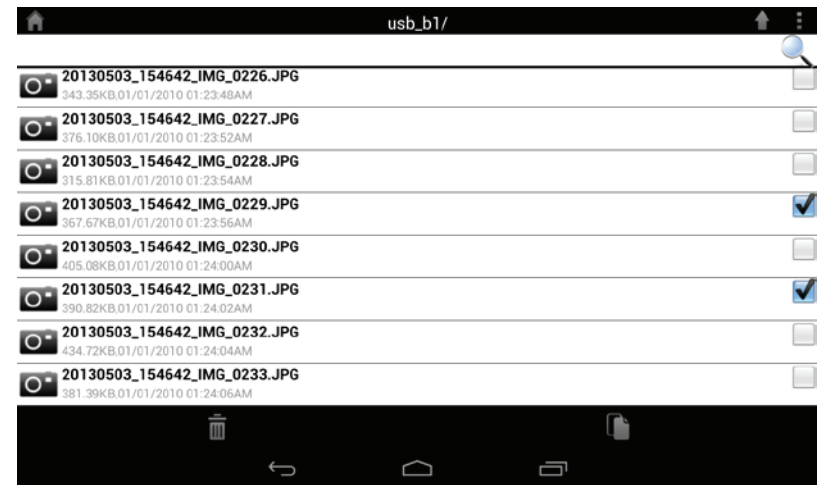 usb_b1/
20130503_154642_IMG_0226.JPG
343.35KB,01/01/2010 01:23:48AM
20130503_154642_IMG_0227.JPG
376.10KB,01/01/2010 01:23:52AM
20130503_154642_IMG_0228.JPG
315.81KB,01/01/2010 01:23:54AM
20130503_154642_IMG_0229.JPG
367.67KB,01/01/2010 01:23:56AM
20130503_154642_IMG_0230.JPG
405.08KB,01/01/2010 01:24:00AM
20130503_154642_IMG_0231.JPG
390.82KB,01/01/2010 01:24:02AM
20130503_154642_IMG_0232.JPG
434.72KB,01/01/2010 01:24:04AM
20130503_154642_IMG_0233.JPG
381.39KB,01/01/2010 01:24:06AM